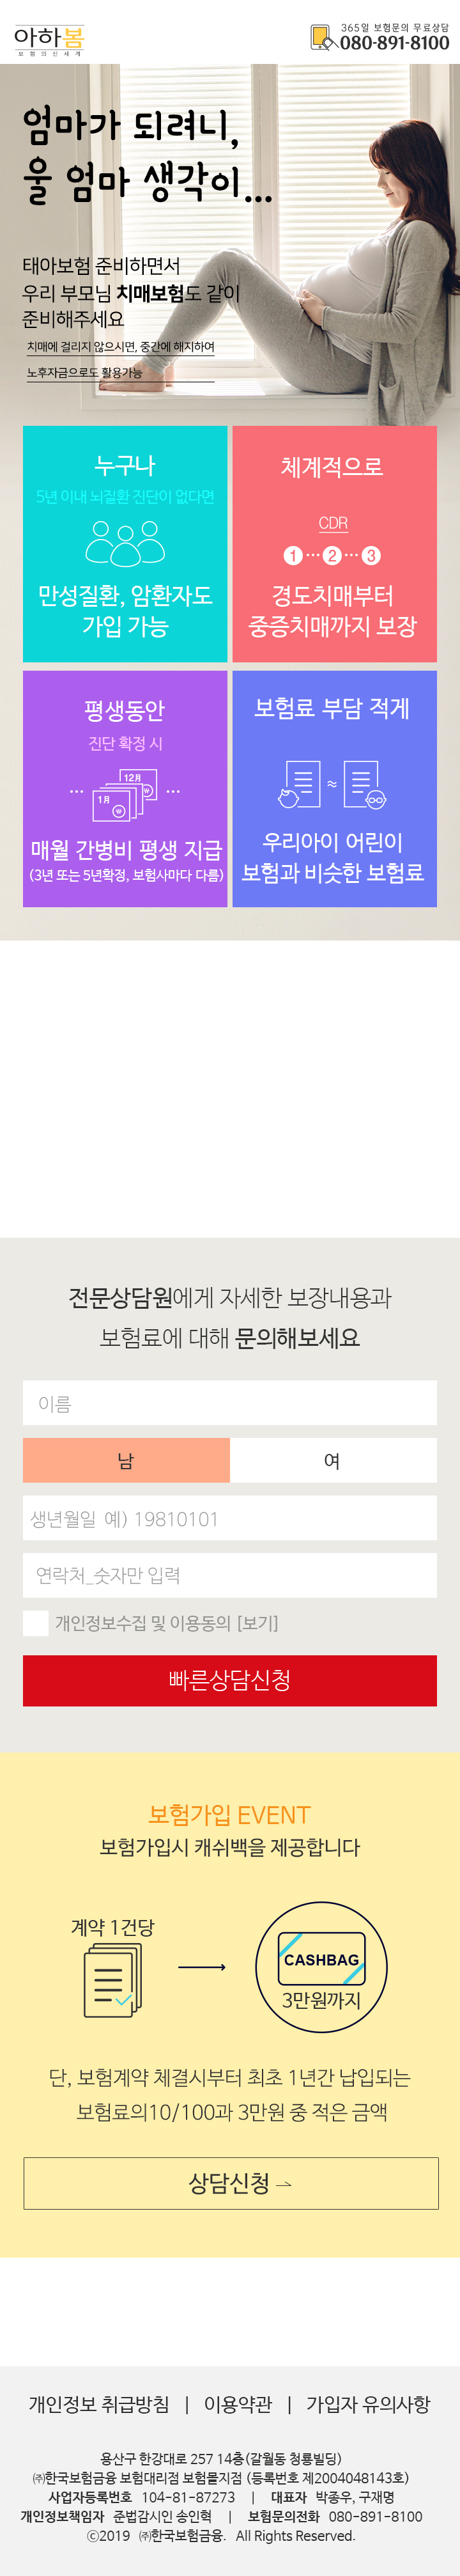 아하봄
보험의신세계
365일 보험문의 무료상담
080-891-8100
엄마가 되려니,
울 엄마 생각이...
태아보험 준비하면서
우리 부모님 치매보험도 같이
준비해주세요
치매에 걸리지 않으시면, 중간에 해지하여
노후자금으로도 활용가능
누구나
5년 이내 뇌질환 진단이 없다면
만성질환, 암환자도
가입 가능
체계적으로
CDR
1 ··· 2 ··· 3
경도치매부터
중증치매까지 보장
평생동안
진단 확정 시
··· 1월 12월 ···
매월 간병비 평생 지급
(3년 또는 5년확정, 보험사마다 다름)
보험료 부담 적게
≈
우리아이 어린이
보험과 비슷한 보험료
전문상담원에게 자세한 보장내용과
보험료에 대해 문의해보세요
이름
남 여
생년월일 예) 19810101
연락처_숫자만 입력
개인정보수집 및 이용동의 [보기]
빠른상담신청
보험가입 EVENT
보험가입시 캐쉬백을 제공합니다
계약 1건당
CASHBAG
3만원까지
단, 보험계약 체결시부터 최초 1년간 납입되는
보험료의10/100과 3만원 중 적은 금액
상담신청
개인정보 취급방침 | 이용약관 | 가입자 유의사항
용산구 한강대로 257 14층(갈월동 청룡빌딩)
㈜한국보험금융 보험대리점 보험몰지점 (등록번호 제2004048143호)
사업자등록번호 104-81-87273 | 대표자 박종우, 구재명
개인정보책임자 준법감시인 송인혁 | 보험문의전화 080-891-8100
ⓒ2019 ㈜한국보험금융. All Rights Reserved.